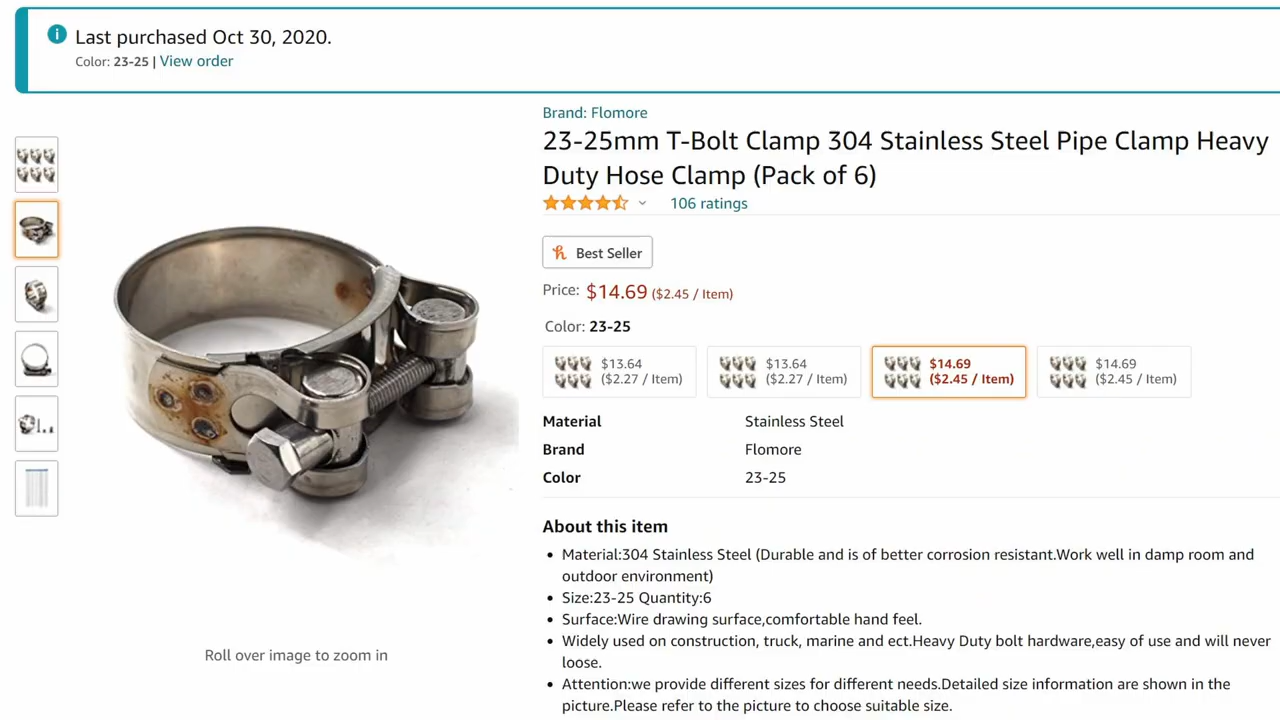 Last purchased Oct 30, 2020.
Color: 23-25 | View order
Brand: Flomore
23-25mm T-Bolt Clamp 304 Stainless Steel Pipe Clamp Heavy
Duty Hose Clamp (Pack of 6)
106 ratings
Best Seller
Price: $14.69 ($2.45 / Item)
Color: 23-25
$13.64
($2.27 / Item)
$13.64
($2.27 / Item)
$14.69
($2.45 / Item)
$14.69
($2.45 / Item)
Material Stainless Steel
Brand Flomore
Color 23-25
About this item
Material:304 Stainless Steel (Durable and is of better corrosion resistant.Work well in damp room and
outdoor environment)
Size:23-25 Quantity:6
Surface:Wire drawing surface,comfortable hand feel.
Widely used on construction, truck, marine and ect.Heavy Duty bolt hardware,easy of use and will never
loose.
Attention:we provide different sizes for different needs.Detailed size information are shown in the
picture.Please refer to the picture to choose suitable size.
Roll over image to zoom in